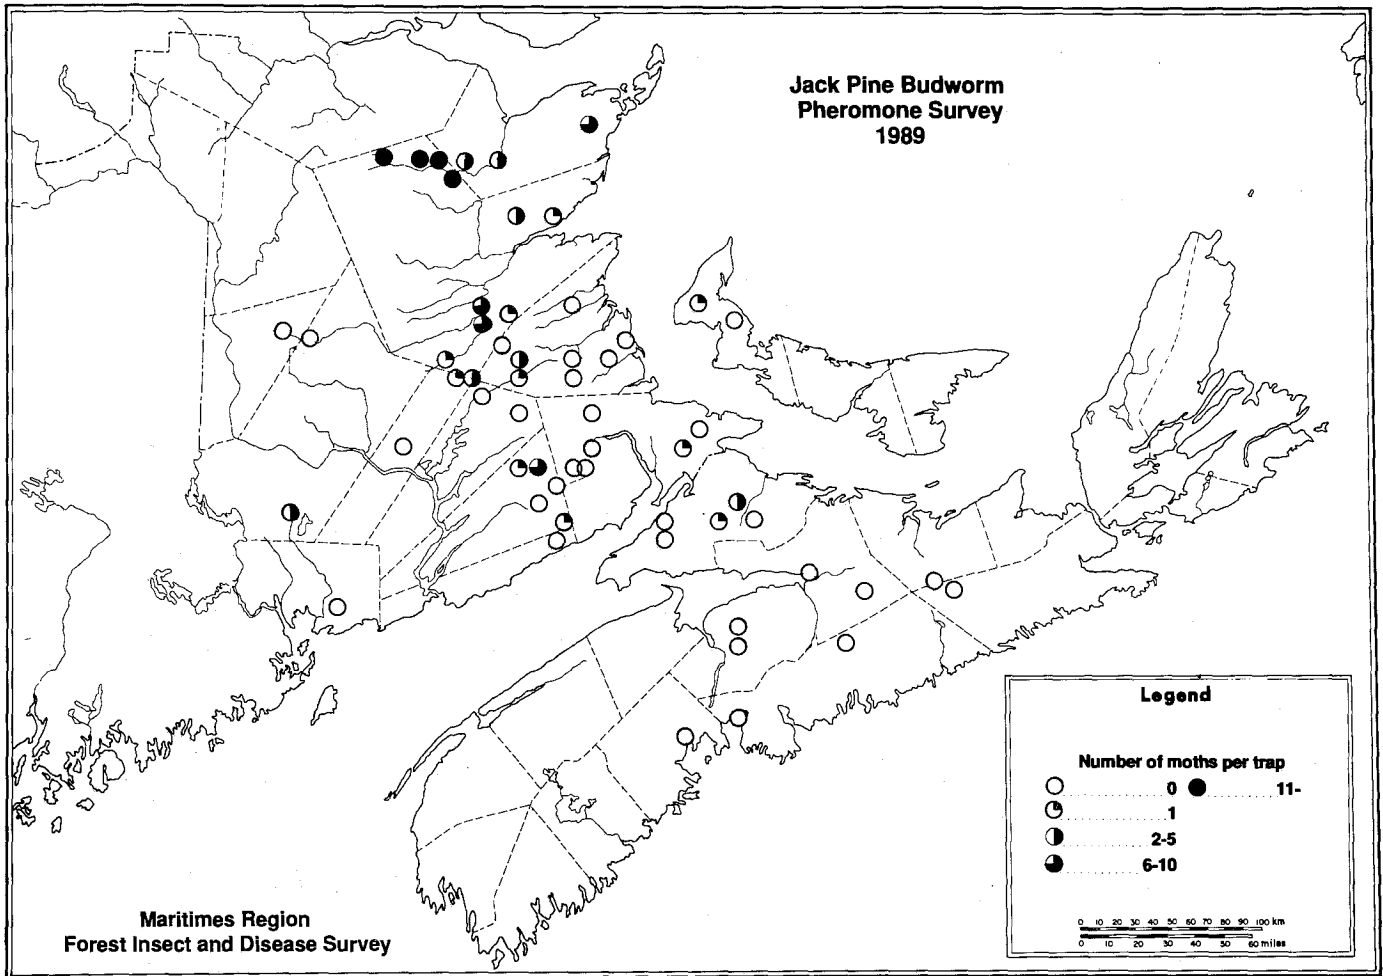 Jack Pine Budworm
Pheromone Survey
1989
Legend
Number of moths per trap
0 11-
1
2-5
6-10
0 10 20 30 40 50 60 70 80 90 100 km
0 10 20 30 40 50 60 miles
Maritimes Region
Forest Insect and Disease Survey